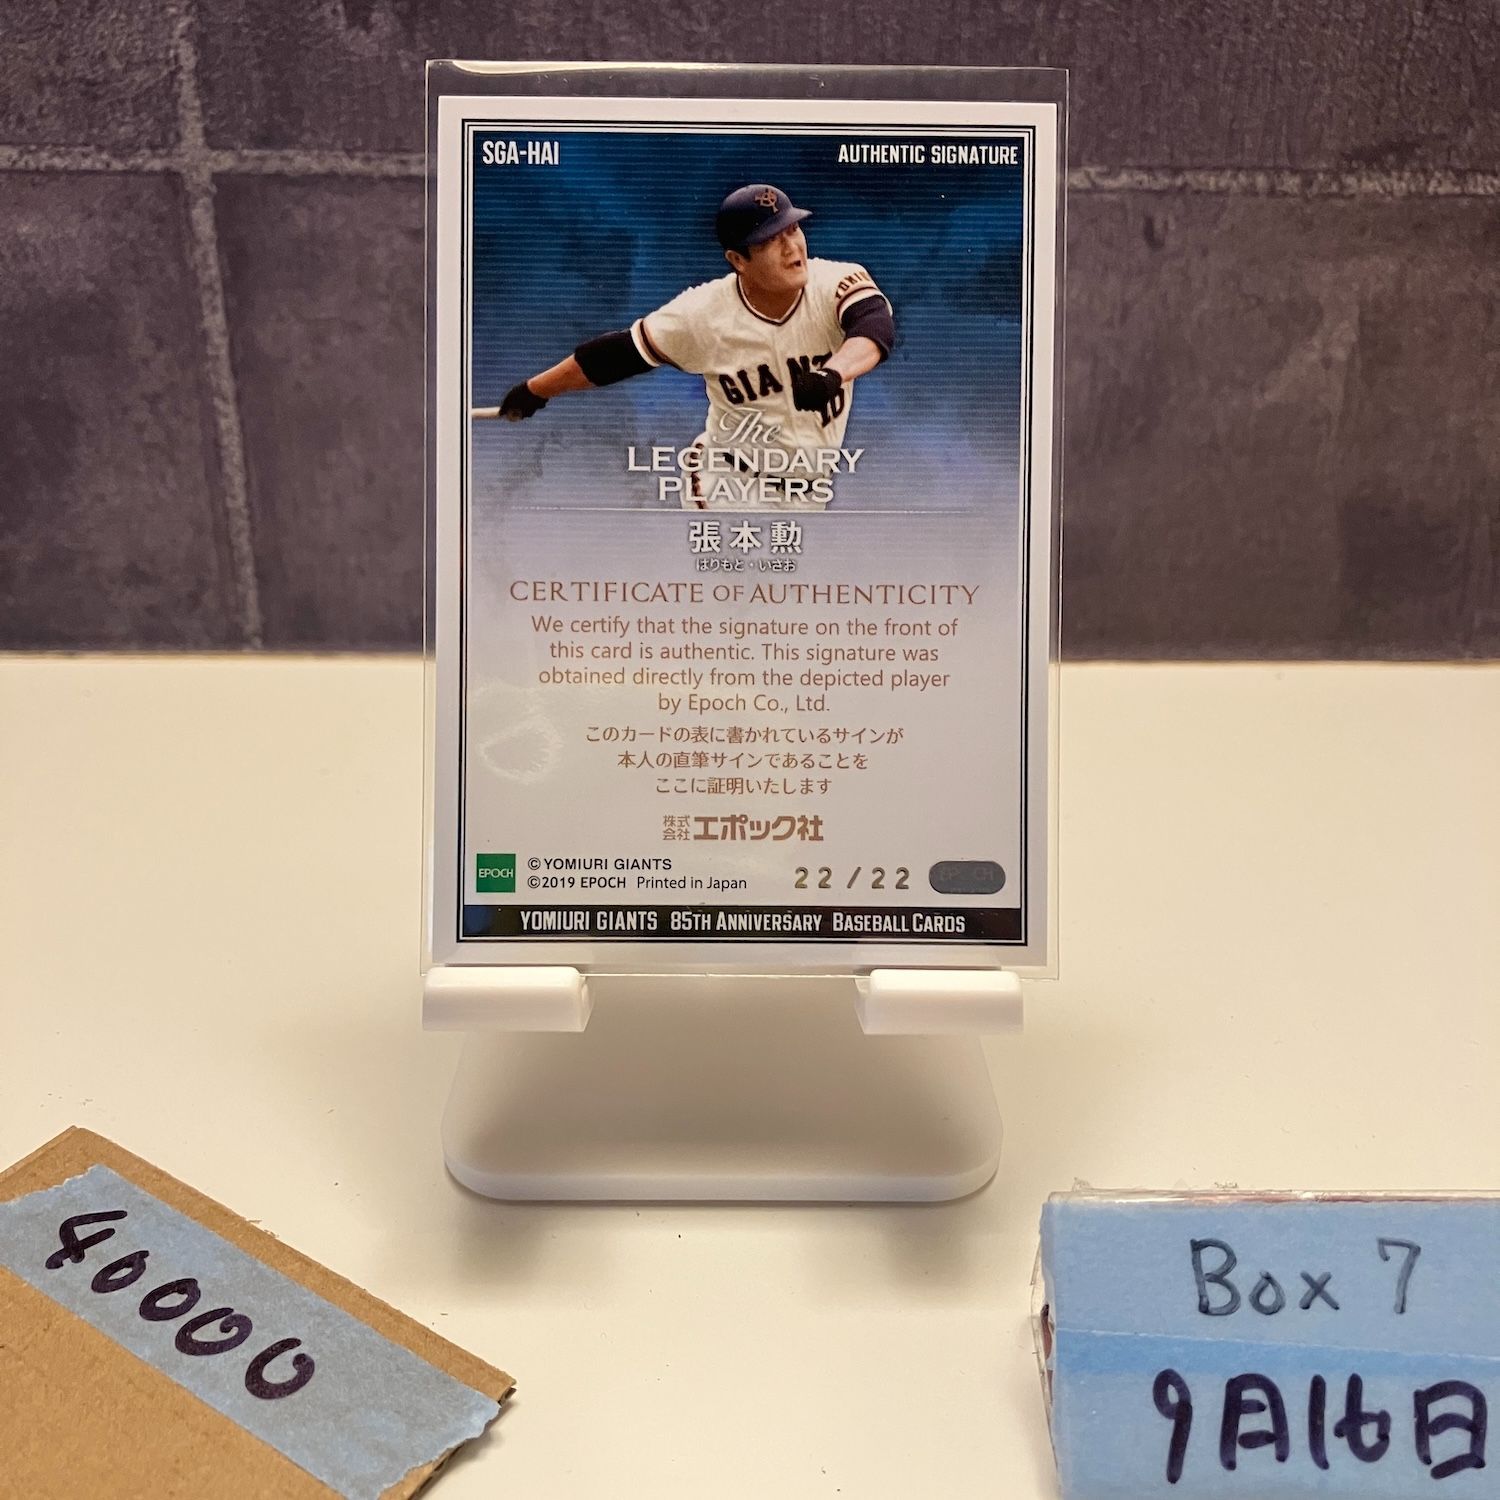 SGA-HAI
AUTHENTIC SIGNATURE
GIANT
10
The
LEGENDARY
PLAYERS
張本勲
はりもと・いさお
CERTIFICATE OF AUTHENTICITY
We certify that the signature on the front of
this card is authentic. This signature was
obtained directly from the depicted player
by Epoch Co., Ltd.
このカードの表に書かれているサインが
本人の直筆サインであることを
ここに証明いたします
株式会社エポック社
EPOCH
©YOMIURI GIANTS
©2019 EPOCH Printed in Japan
22/22
EPOCH
YOMIURI GIANTS 85TH ANNIVERSARY BASEBALL CARDS
40000
Box 7
9月16日